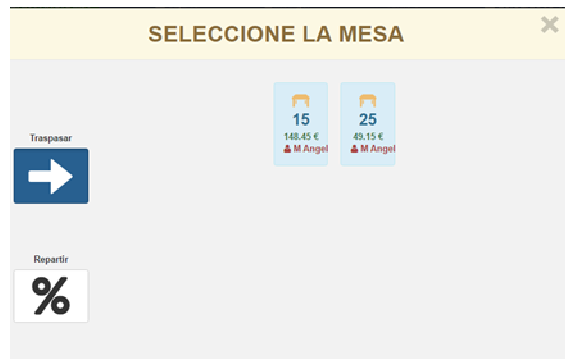 SELECCIONE LA MESA
Traspasar
15
148.45 €
M Angel
25
49.15 €
M Angel
Repartir
%